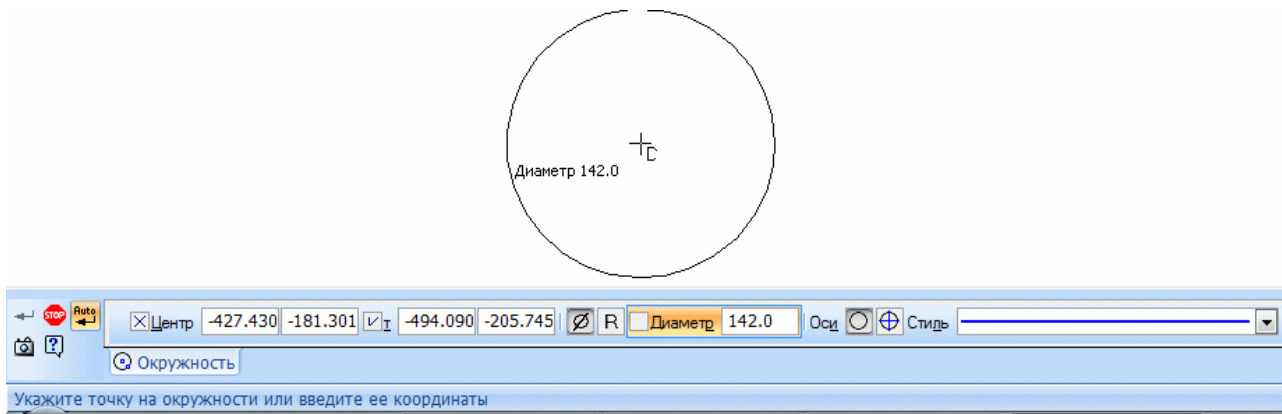 Диаметр 142.0
STOP Auto Центр -427.430 -181.301 т -494.090 -205.745 Ø R Диаметр 142.0 Оси Стиль
Окружность
Укажите точку на окружности или введите ее координаты